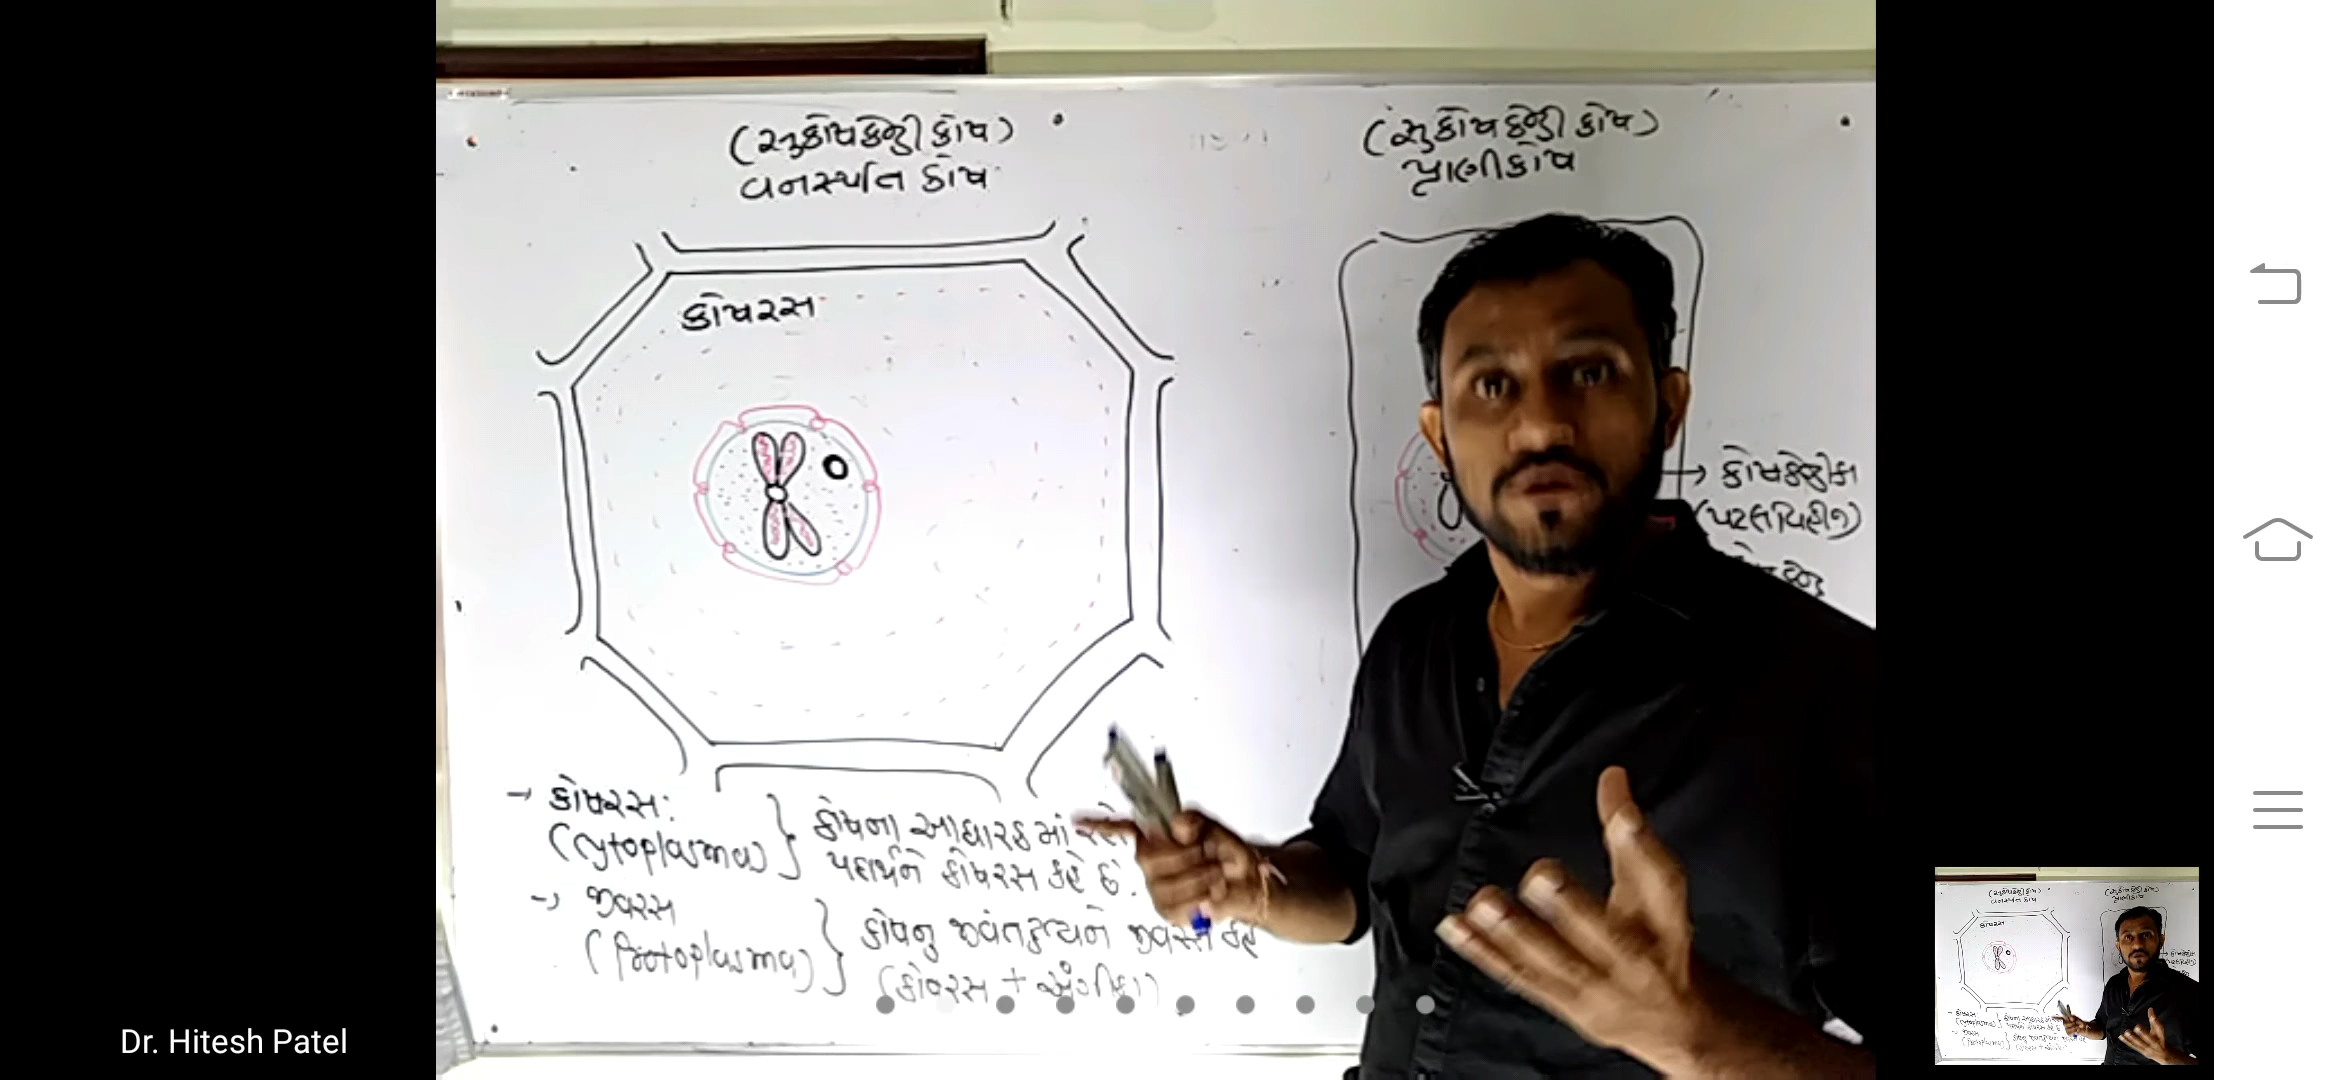 (સુકોષકેન્દ્રી કોષ)
વનસ્પતિ કોષ
(સુકોષકેન્દ્રી કોષ)
પ્રાણીકોષ
કોષરસ
→ કોષકેન્દ્રીકા
(પટલવિહીન)
→ કોષરસ:
(Cytoplasma)
કોષના આધારક માં
પદાર્થને કોષરસ કહે છે.
→ જીવરસ
(Protoplasma)
કોષનુ જીવંતદ્રવ્યને જીવરસ કહે
(કોષરસ + અંગીકા)
Dr. Hitesh Patel